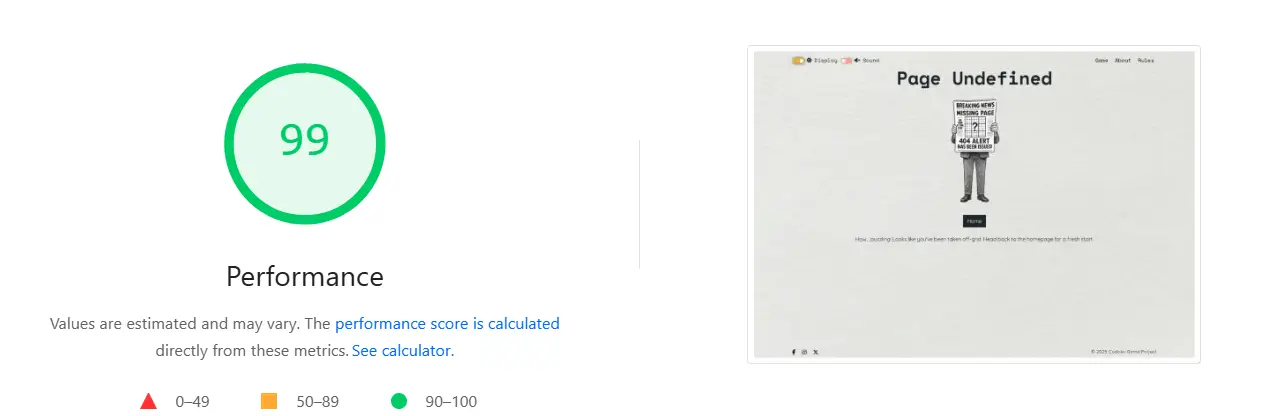 99
Performance
Values are estimated and may vary. The performance score is calculated
directly from these metrics. See calculator.
0–49
50–89
90–100
Display Sound
Game About Rules
Page Undefined
BREAKING NEWS
MISSING PAGE
?
404 ALERT
HAS BEEN ISSUED
Home
How...puzzling! Looks like you've been taken off-grid. Head back to the homepage for a fresh start.
© 2025